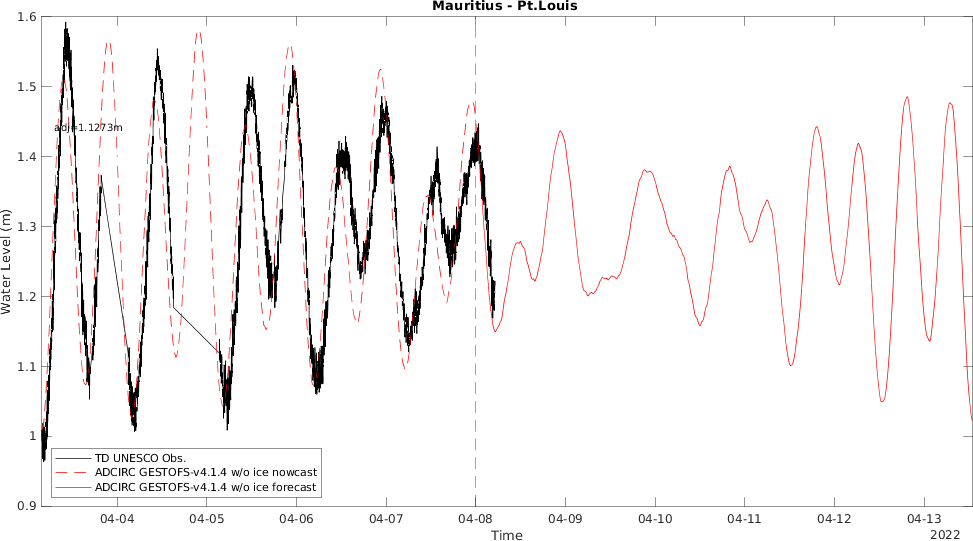 Mauritius - Pt.Louis
1.6
1.5
1.4
1.3
1.2
1.1
1
0.9
Water Level (m)
adj=1.1273m
TD UNESCO Obs.
ADCIRC GESTOFS-v4.1.4 w/o ice nowcast
ADCIRC GESTOFS-v4.1.4 w/o ice forecast
04-04 04-05 04-06 04-07 04-08 04-09 04-10 04-11 04-12 04-13
Time
2022